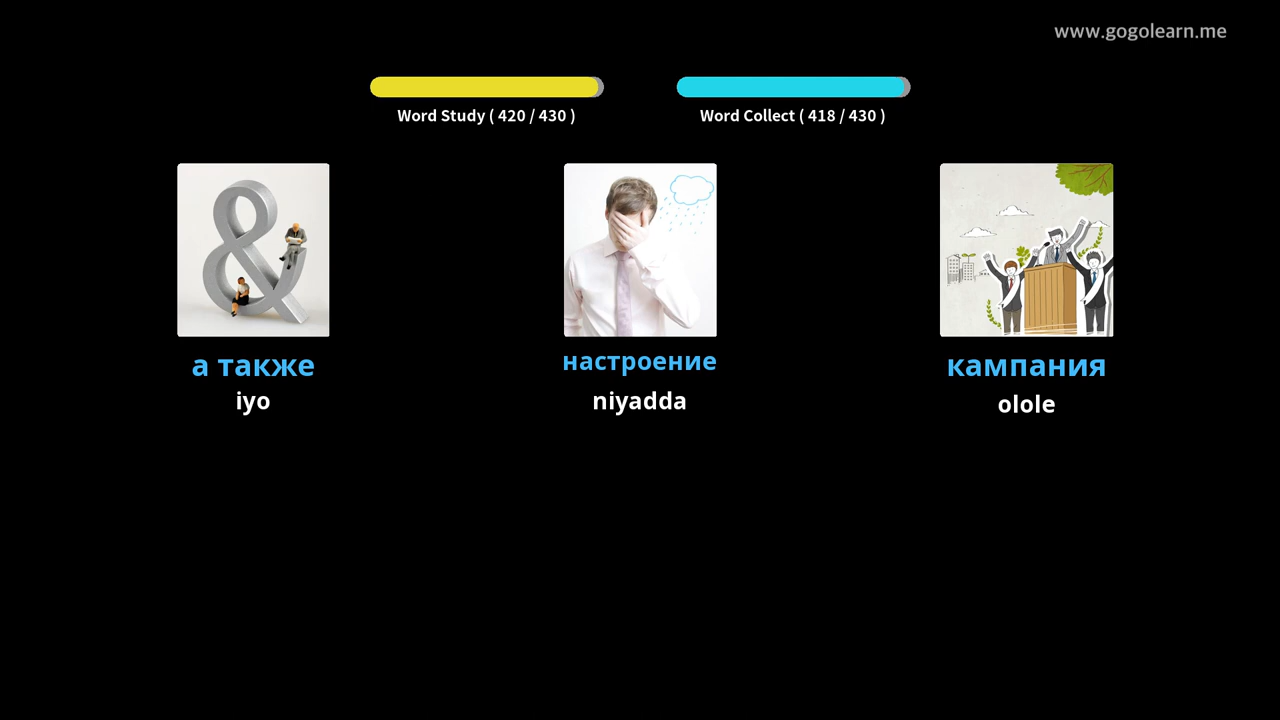 www.gogolearn.me
Word Study ( 420 / 430 )
Word Collect ( 418 / 430 )
а также
iyo
настроение
niyadda
кампания
olole